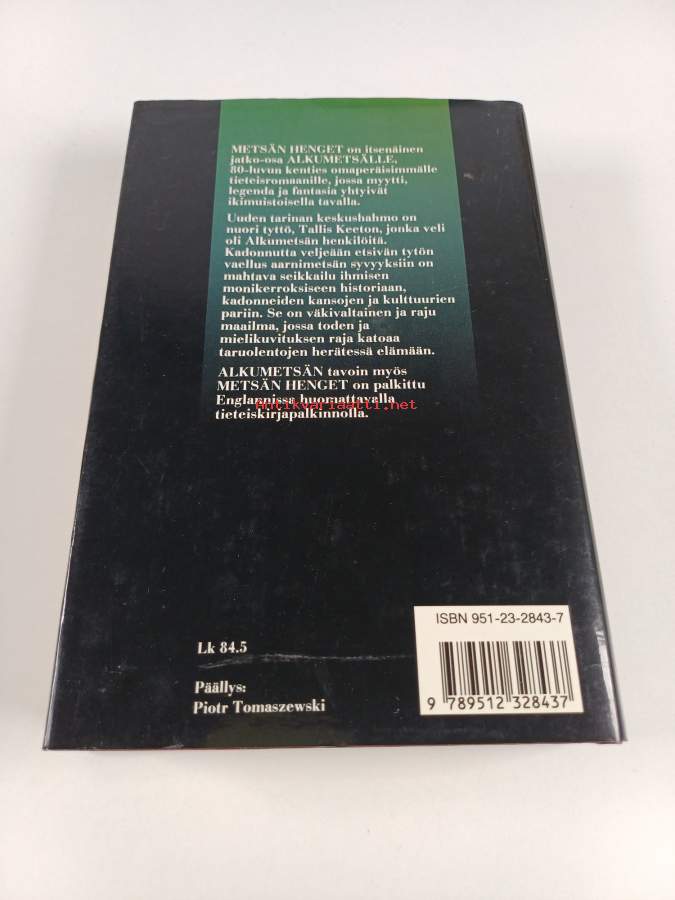 METSÄN HENGET on itsenäinen
jatko-osa ALKUMETSÄLLE,
80-luvun kenties omaperäisimmälle
tieteisromaanille, jossa myytti,
legenda ja fantasia yhtyivät
ikimuistoisella tavalla.
Uuden tarinan keskushahmo on
nuori tyttö, Tallis Keeton, jonka veli
oli Alkumetsän henkilöitä.
Kadonnutta veljeään etsivän tytön
vaellus aarnimetsän syvyyksiin on
mahtava seikkailu ihmisen
monikerroksiseen historiaan,
kadonneiden kansojen ja kulttuurien
pariin. Se on väkivaltainen ja raju
maailma, jossa toden ja
mielikuvituksen raja katoaa
taruolentojen herätessä elämään.
ALKUMETSÄN tavoin myös
METSÄN HENGET on palkittu
Englannissa huomattavalla
Antikvariaatti.net
tieteiskirjapalkinnolla.
ISBN 951-23-2843-7
Lk 84.5
Päällys:
Piotr Tomaszewski
9 789512 328437